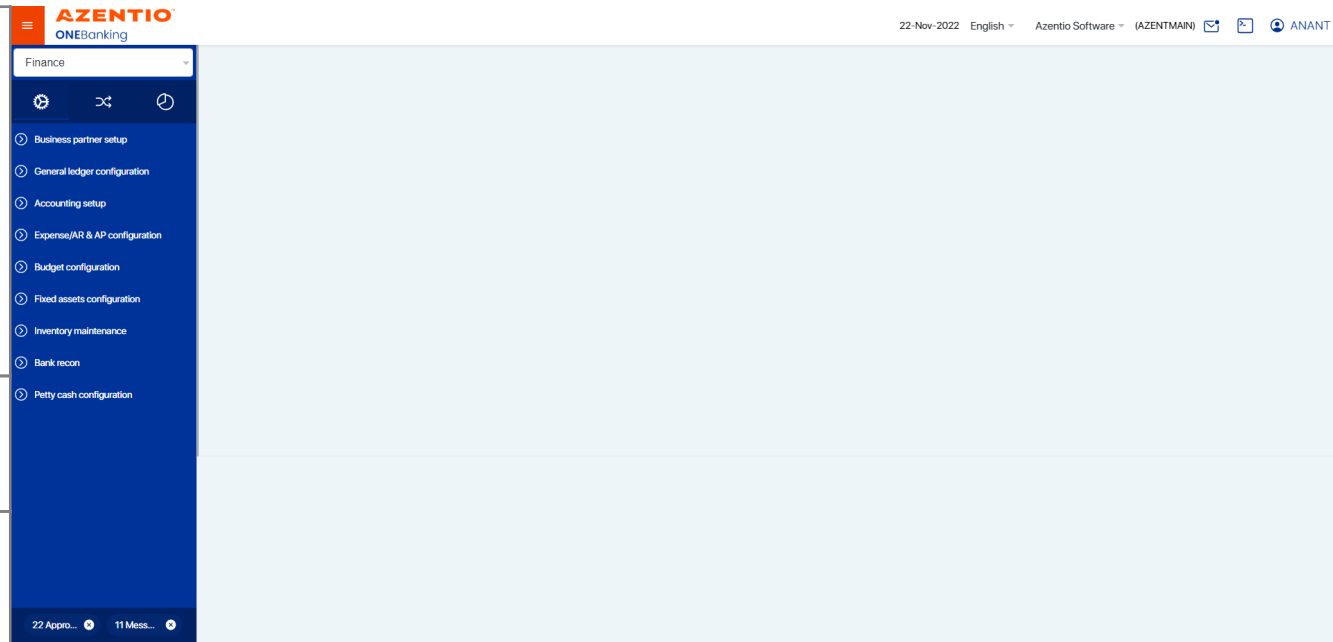 AZENTIO™
ONEBanking
22-Nov-2022 English Azentio Software (AZENTMAIN) ANANT
Finance
Business partner setup
General ledger configuration
Accounting setup
Expense/AR & AP configuration
Budget configuration
Fixed assets configuration
Inventory maintenance
Bank recon
Petty cash configuration
22 Appro... 11 Mess...